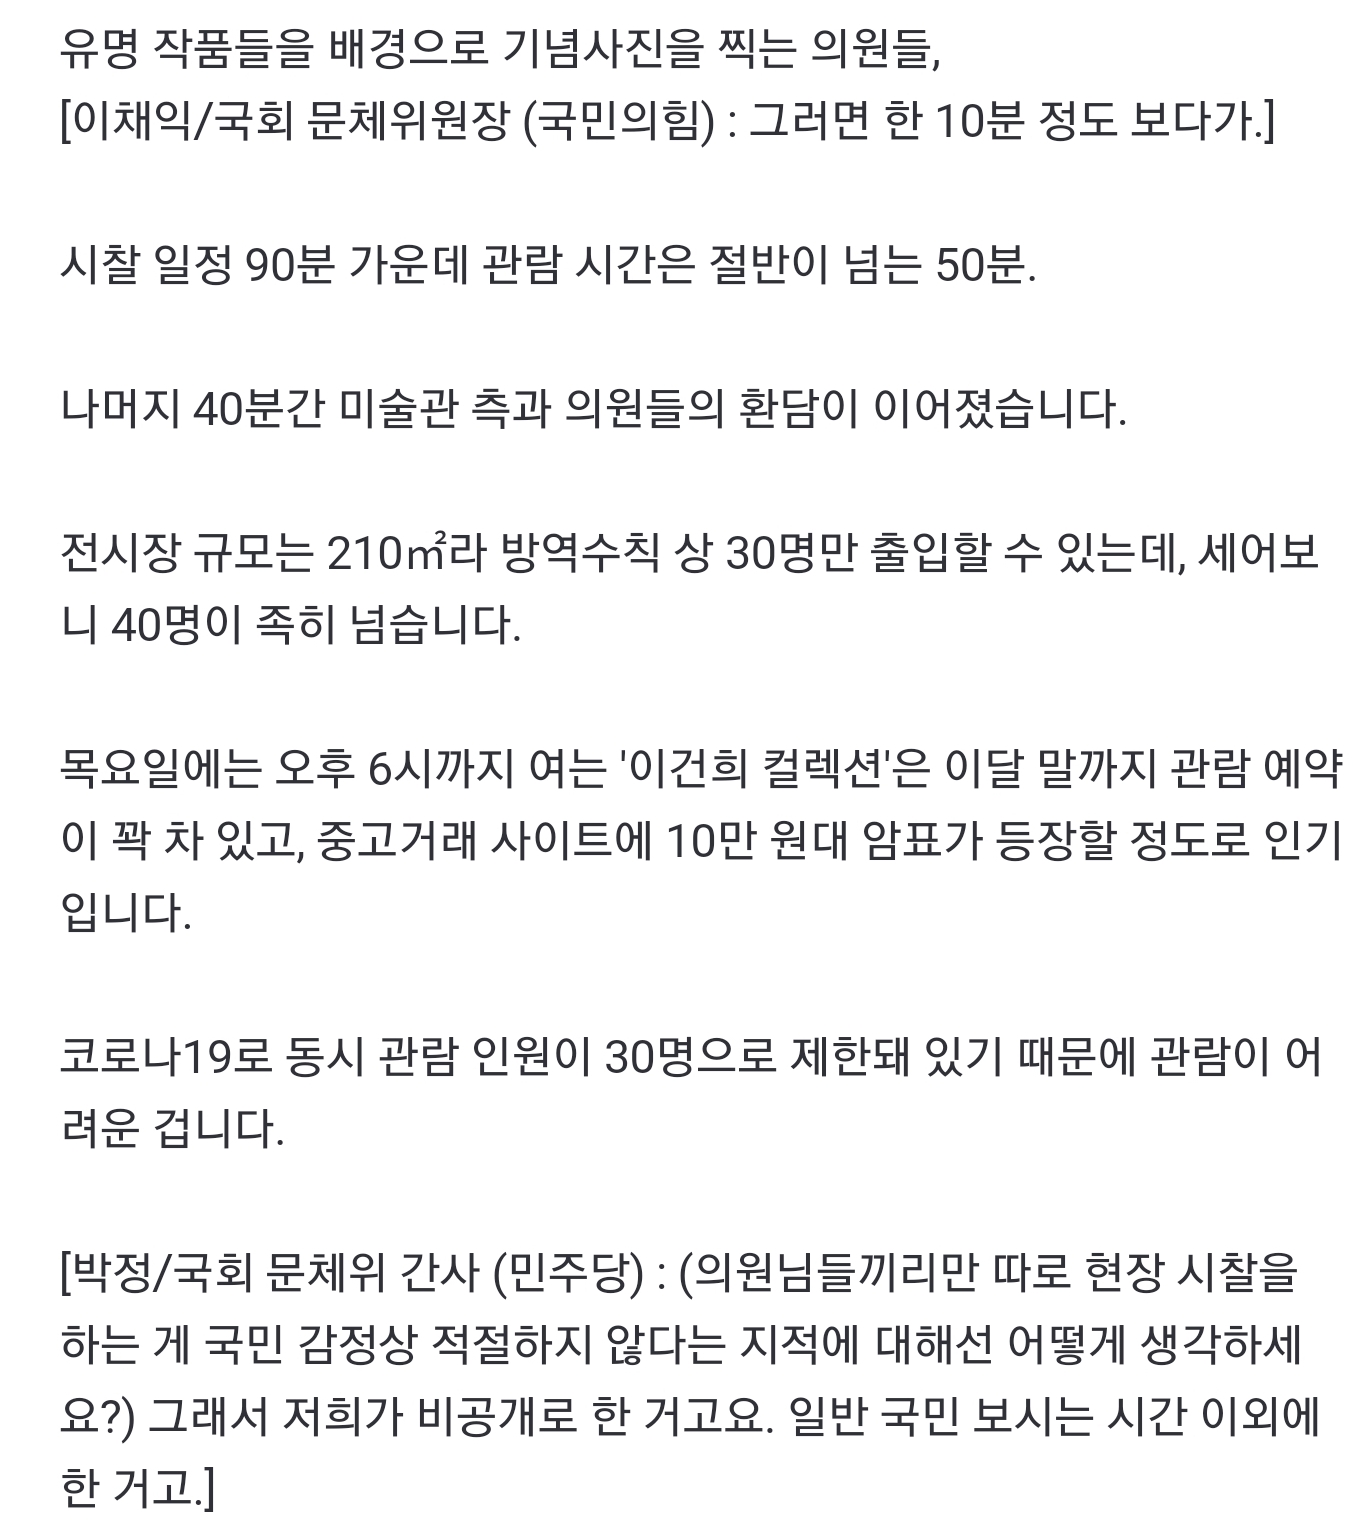 유명 작품들을 배경으로 기념사진을 찍는 의원들,
[이채익/국회 문체위원장 (국민의힘) : 그러면 한 10분 정도 보다가.]
시찰 일정 90분 가운데 관람 시간은 절반이 넘는 50분.
나머지 40분간 미술관 측과 의원들의 환담이 이어졌습니다.
전시장 규모는 210㎡라 방역수칙 상 30명만 출입할 수 있는데, 세어보
니 40명이 족히 넘습니다.
목요일에는 오후 6시까지 여는 '이건희 컬렉션'은 이달 말까지 관람 예약
이 꽉 차 있고, 중고거래 사이트에 10만 원대 암표가 등장할 정도로 인기
입니다.
코로나19로 동시 관람 인원이 30명으로 제한돼 있기 때문에 관람이 어
려운 겁니다.
[박정/국회 문체위 간사 (민주당) : (의원님들끼리만 따로 현장 시찰을
하는 게 국민 감정상 적절하지 않다는 지적에 대해선 어떻게 생각하세
요?) 그래서 저희가 비공개로 한 거고요. 일반 국민 보시는 시간 이외에
한 거고.]